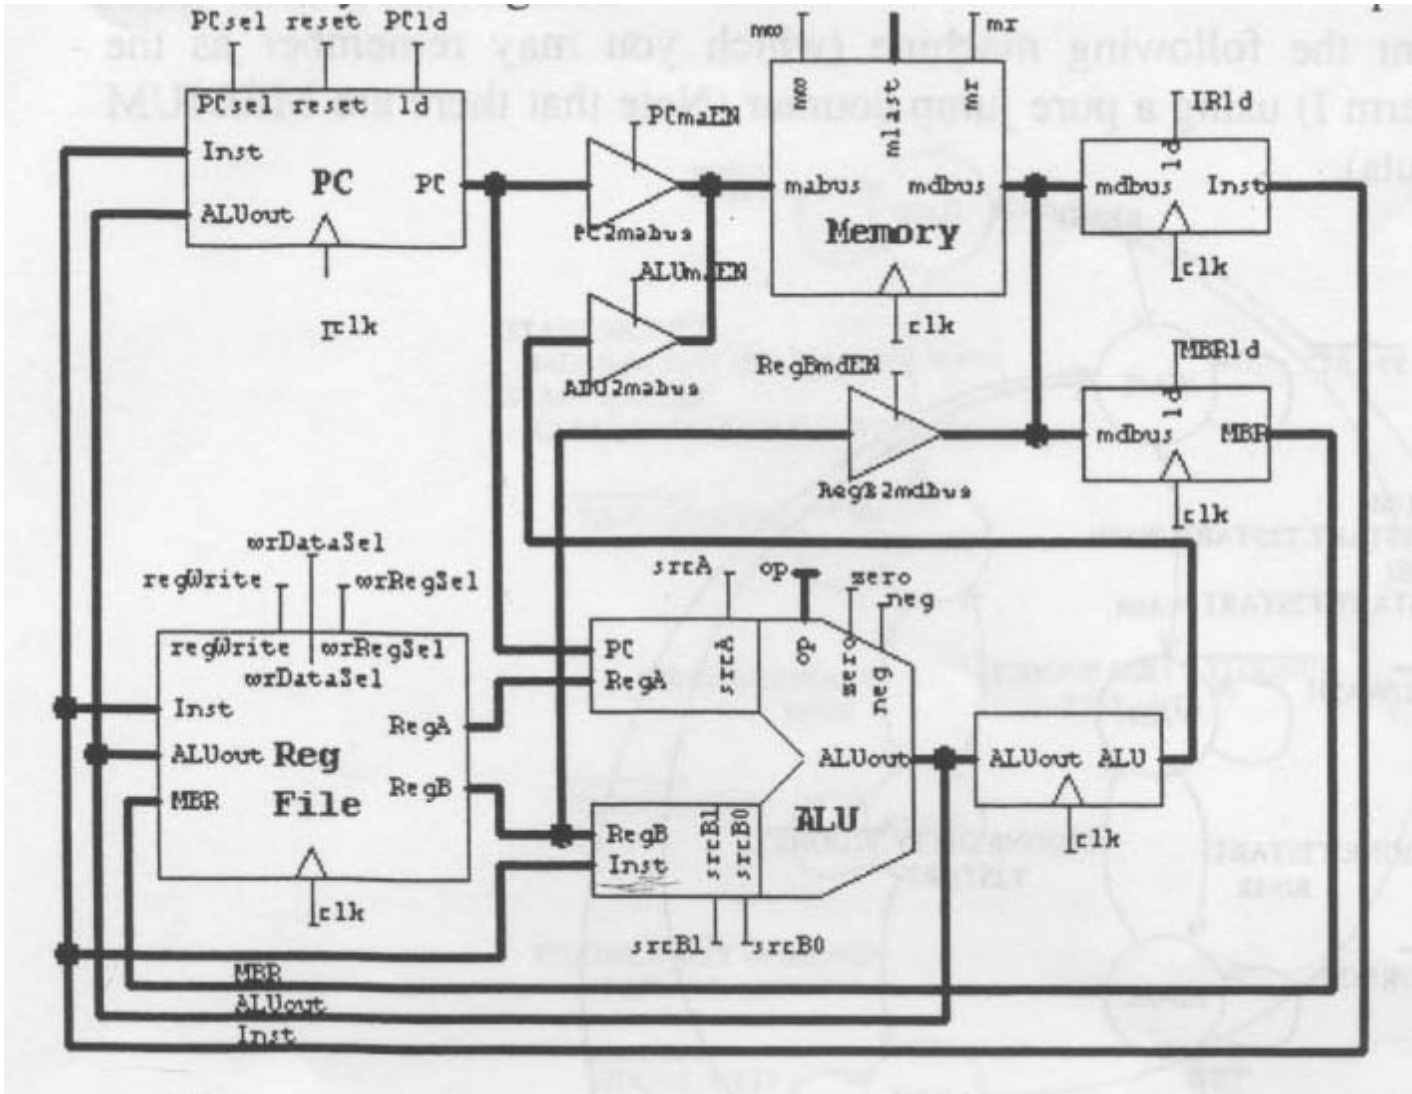 PCsel reset PCld
PCsel reset ld
Inst
PC
PC
ALUout
clk
PCmaEN
PC2mabus
ALUmaEN
mw
mr
mw
mlast
mr
mabus
mdbus
Memory
clk
IRld
ld
mdbus
Inst
clk
RegBmdEN
RegB2mdbus
MBRld
ld
mdbus
MBR
clk
wrDataSel
regWrite
wrRegSel
regWrite
wrRegSel
wrDataSel
Inst
RegA
ALUout
Reg
File
RegB
MBR
clk
srcA
op
zero
neg
PC
RegA
srcA
op
zero
neg
ALUout
ALU
RegB
Inst
srcB1
srcB0
srcB1
srcB0
ALUout
ALU
clk
MBR
ALUout
Inst